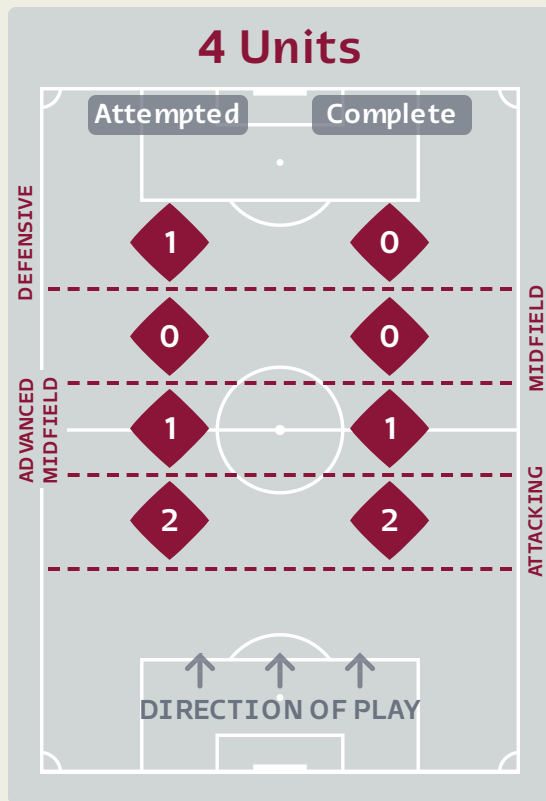 4 Units
Attempted Complete
DEFENSIVE
1 0
MIDFIELD
0 0
ADVANCED
MIDFIELD
1 1
ATTACKING
2 2
DIRECTION OF PLAY